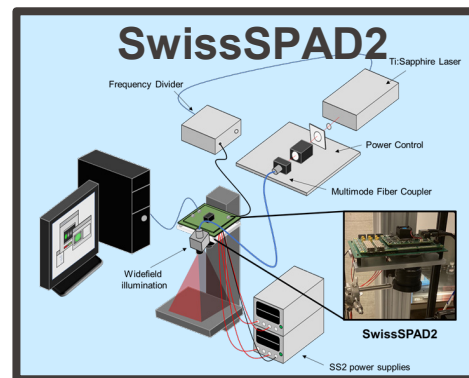 SwissSPAD2
Ti:Sapphire Laser
Frequency Divider
Power Control
Multimode Fiber Coupler
Widefield
illumination
SwissSPAD2
SS2 power supplies